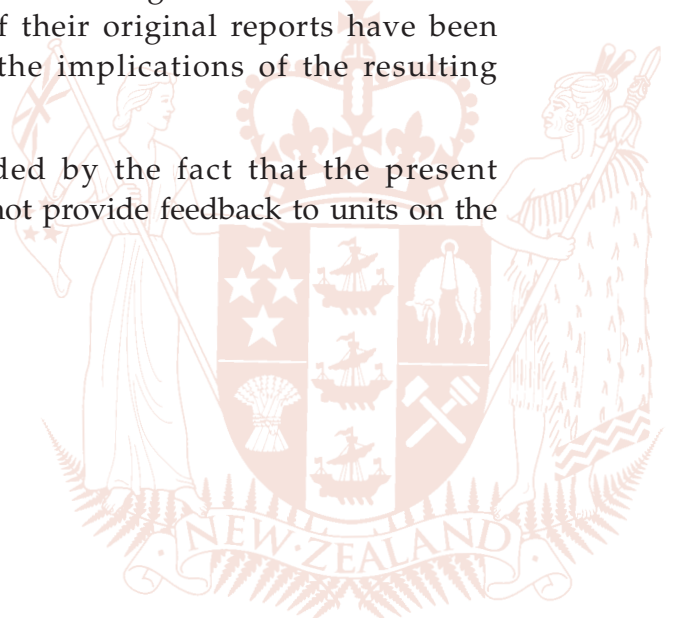 f their original reports have been
the implications of the resulting
ded by the fact that the present
not provide feedback to units on the
NEW·ZEALAND